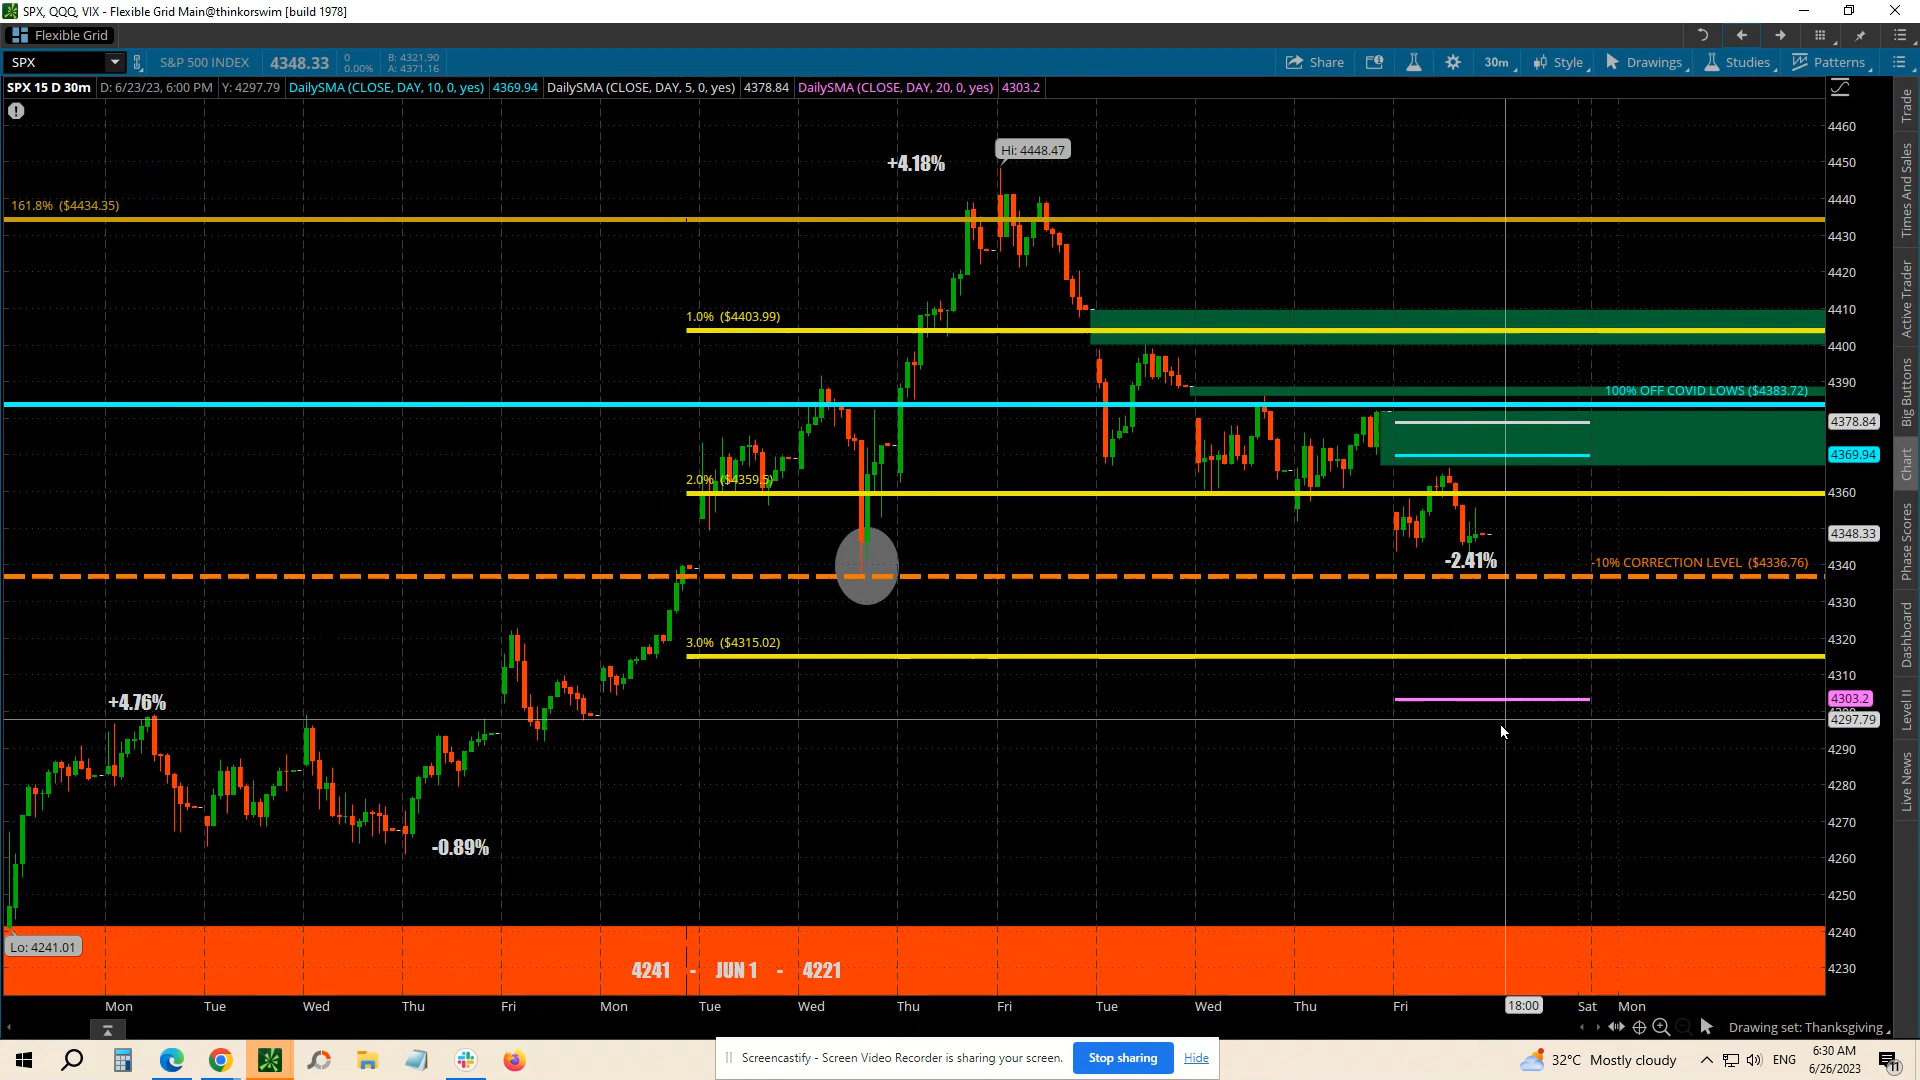 SPX, QQQ, VIX - Flexible Grid Main@thinkorswim [build 1978]
Flexible Grid
SPX
S&P 500 INDEX
4348.33
0
0.00%
B: 4321.90
A: 4371.16
Share
30m
Style
Drawings
Studies
Patterns
SPX 15 D 30m
D: 6/23/23, 6:00 PM
Y: 4297.79
DailySMA (CLOSE, DAY, 10, 0, yes)
4369.94
DailySMA (CLOSE, DAY, 5, 0, yes)
4378.84
DailySMA (CLOSE, DAY, 20, 0, yes)
4303.2
4460
Hi: 4448.47
+4.18%
4450
161.8% ($4434.35)
4440
4430
4420
1.0% ($4403.99)
4410
4400
100% OFF COVID LOWS ($4383.72)
4390
4378.84
4369.94
2.0% ($4359.5)
4360
4348.33
-2.41%
-10% CORRECTION LEVEL ($4336.76)
4340
4330
3.0% ($4315.02)
4320
4310
+4.76%
4303.2
4297.79
4290
4280
4270
-0.89%
4260
4250
Lo: 4241.01
4240
4241 - JUN 1 - 4221
4230
Mon
Tue
Wed
Thu
Fri
Mon
Tue
Wed
Thu
Fri
Tue
Wed
Thu
Fri
18:00
Sat
Mon
Drawing set: Thanksgiving
Trade
Times And Sales
Active Trader
Big Buttons
Chart
Phase Scores
Dashboard
Level II
Live News
Screencastify - Screen Video Recorder is sharing your screen.
Stop sharing
Hide
32°C Mostly cloudy
ENG
6:30 AM
6/26/2023
11